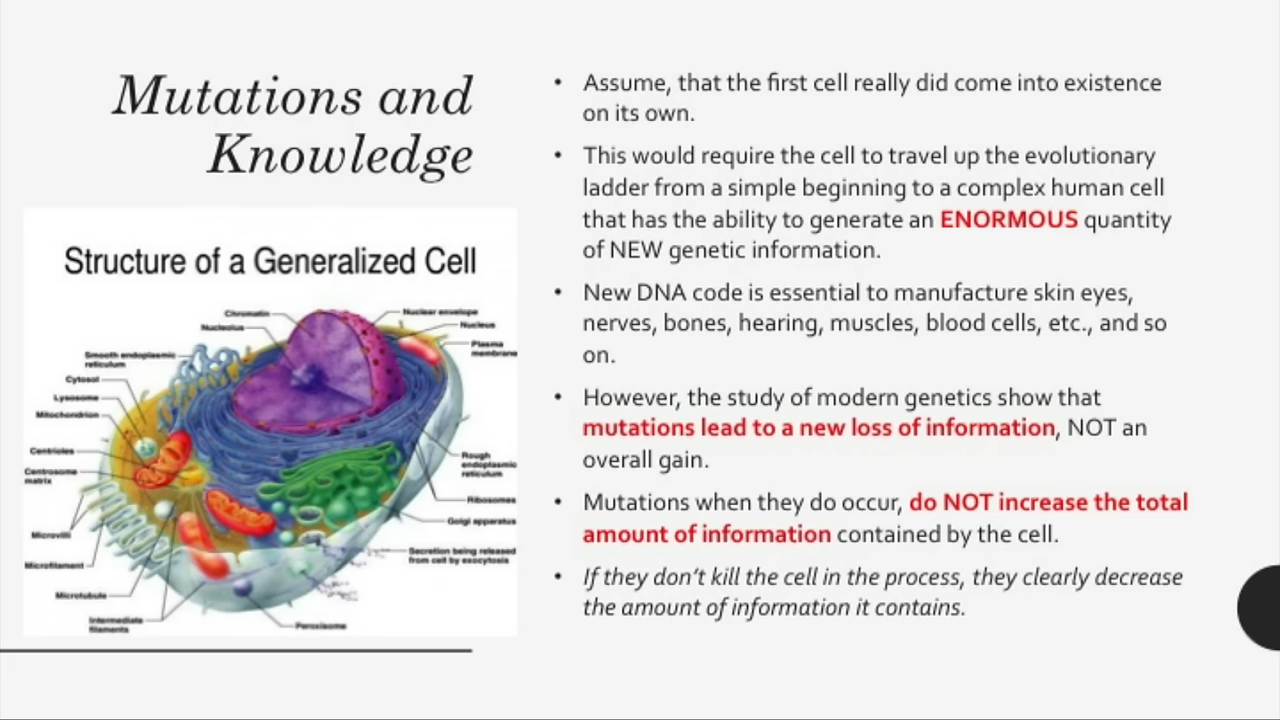 Mutations and
Knowledge
• Assume, that the first cell really did come into existence
on its own.
• This would require the cell to travel up the evolutionary
ladder from a simple beginning to a complex human cell
that has the ability to generate an ENORMOUS quantity
of NEW genetic information.
• New DNA code is essential to manufacture skin eyes,
nerves, bones, hearing, muscles, blood cells, etc., and so
on.
• However, the study of modern genetics show that
mutations lead to a new loss of information, NOT an
overall gain.
• Mutations when they do occur, do NOT increase the total
amount of information contained by the cell.
• If they don't kill the cell in the process, they clearly decrease
the amount of information it contains.
Structure of a Generalized Cell
Chromatin
Nucleolus
Smooth endoplasmic
reticulum
Cytosol
Lysosome
Mitochondrion
Centrioles
Centrosome
matrix
Microvilli
Microfilament
Microtubule
Intermediate
filaments
Nuclear envelope
Nucleus
Plasma
membrane
Rough
endoplasmic
reticulum
Ribosomes
Golgi apparatus
Secretion being released
from cell by exocytosis
Peroxisome